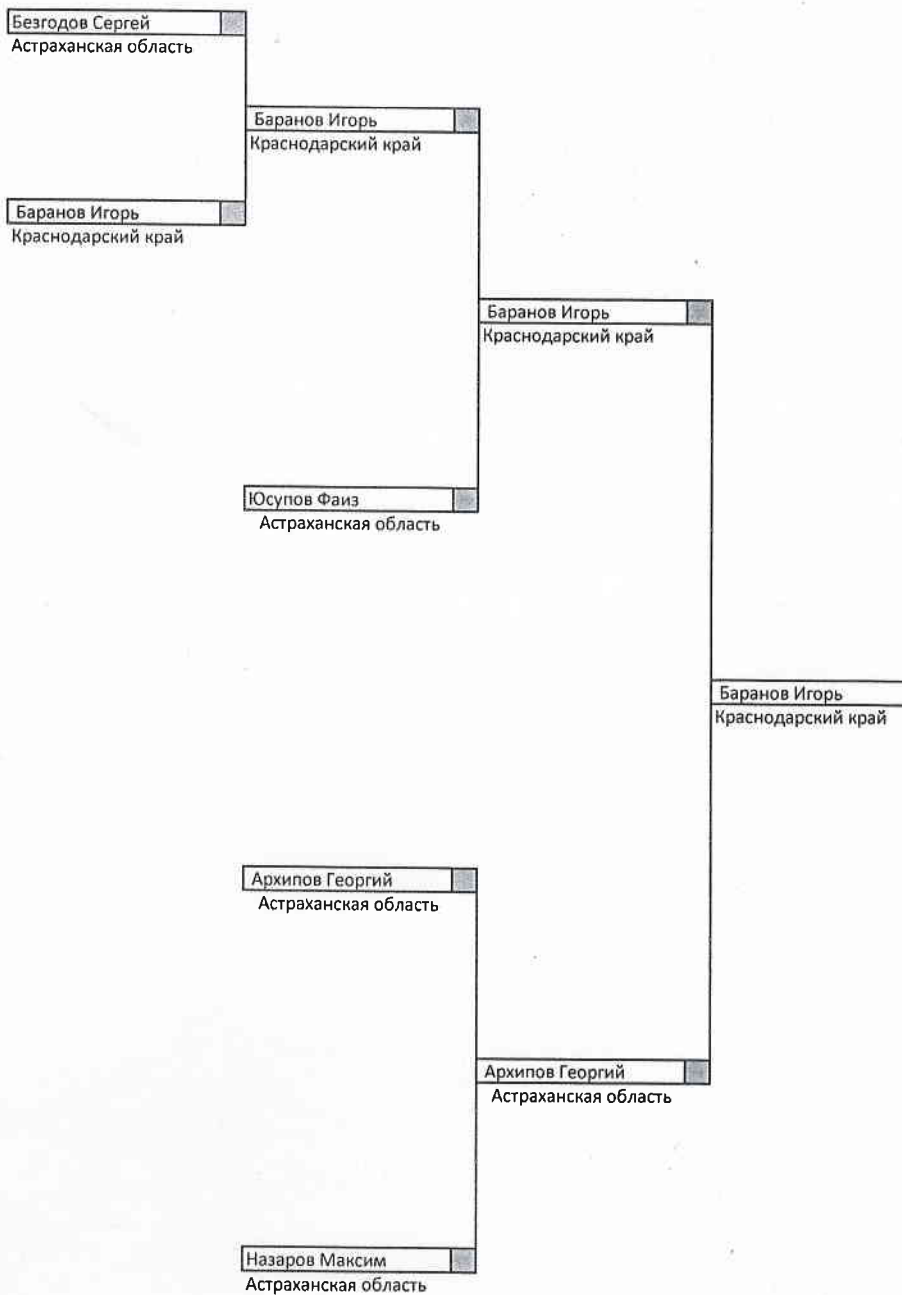 Безгодов Сергей
Астраханская область
Баранов Игорь
Краснодарский край
Баранов Игорь
Краснодарский край
Баранов Игорь
Краснодарский край
Юсупов Фаиз
Астраханская область
Баранов Игорь
Краснодарский край
Архипов Георгий
Астраханская область
Архипов Георгий
Астраханская область
Назаров Максим
Астраханская область